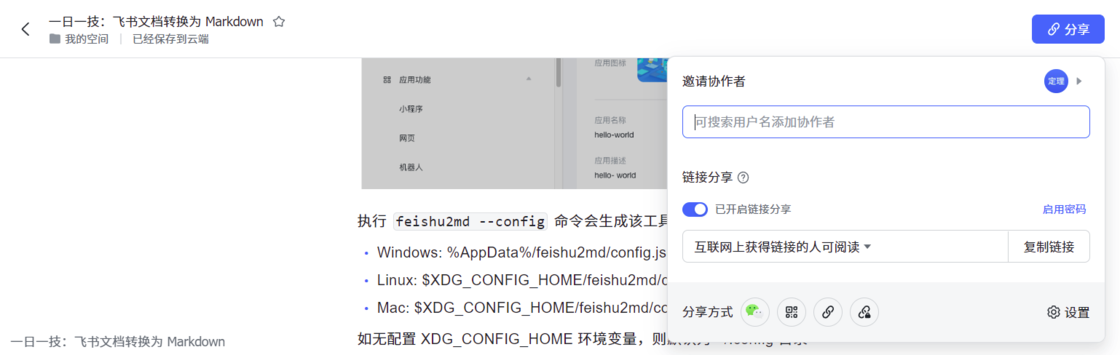 一日一技：飞书文档转换为 Markdown
我的空间 已经保存到云端
分享
应用功能
小程序
网页
机器人
应用图标
应用名称
hello-world
应用描述
hello- world
执行 feishu2md --config 命令会生成该工具
Windows: %AppData%/feishu2md/config.js
Linux: $XDG_CONFIG_HOME/feishu2md/c
Mac: $XDG_CONFIG_HOME/feishu2md/co
如无配置 XDG_CONFIG_HOME 环境变量，则
一日一技：飞书文档转换为 Markdown
邀请协作者
定理
可搜索用户名添加协作者
链接分享
已开启链接分享 启用密码
互联网上获得链接的人可阅读 复制链接
分享方式 设置